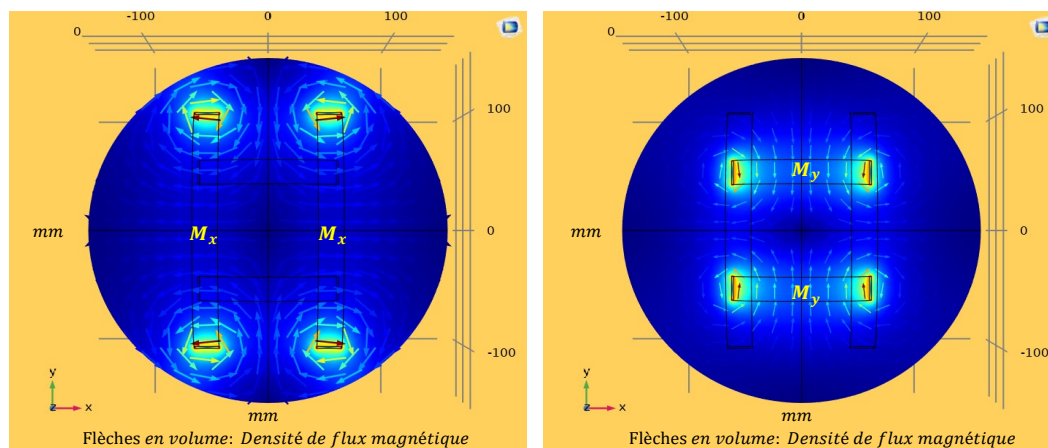 -100 0 100
0
100
mm 0
M_x M_x
-100
y
z x
mm
Flèches en volume: Densité de flux magnétique
-100 0 100
0
100
M_y
mm 0
M_y
-100
y
z x
mm
Flèches en volume: Densité de flux magnétique